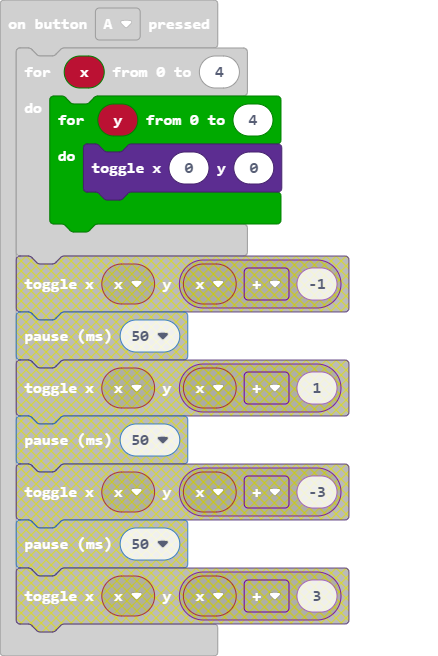 on button A pressed
for x from 0 to 4
do
for y from 0 to 4
do
toggle x 0 y 0
toggle x x y x + -1
pause (ms) 50
toggle x x y x + 1
pause (ms) 50
toggle x x y x + -3
pause (ms) 50
toggle x x y x + 3